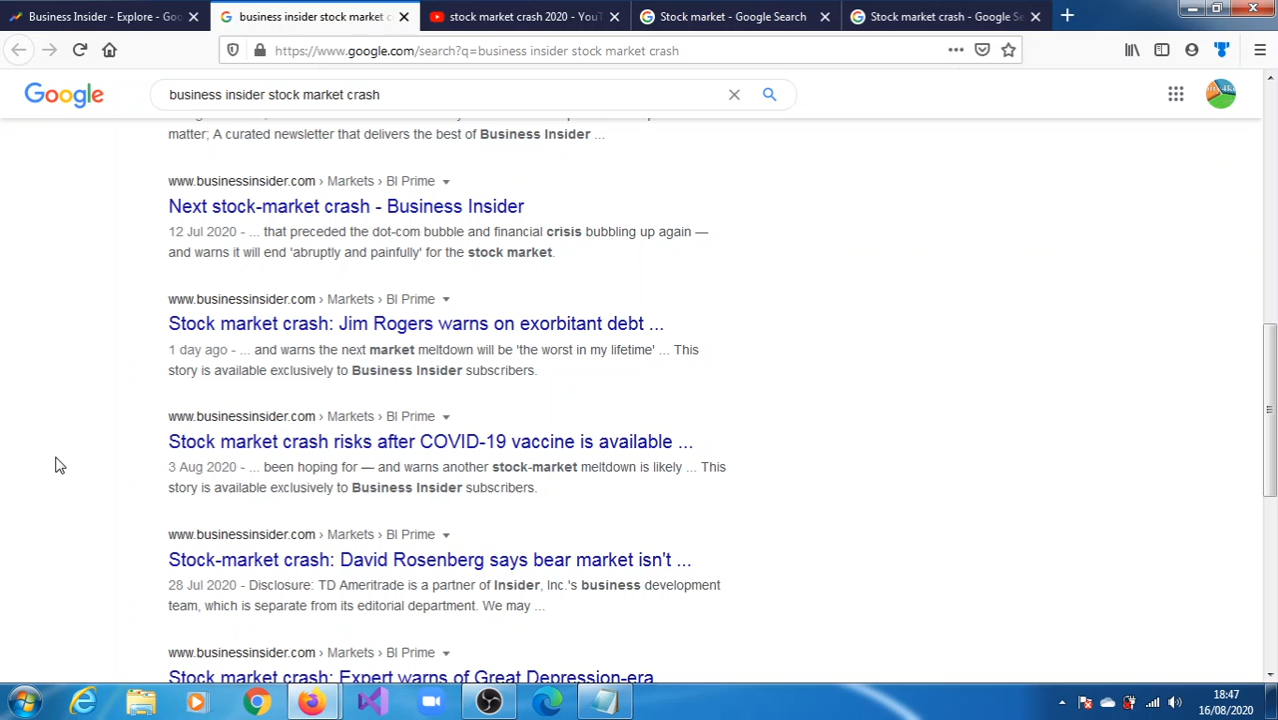 Business Insider - Explore - Goo
business insider stock market c
stock market crash 2020 - YouT
Stock market - Google Search
Stock market crash - Google Se
https://www.google.com/search?q=business insider stock market crash
Google
business insider stock market crash
matter; A curated newsletter that delivers the best of Business Insider ...
www.businessinsider.com › Markets › BI Prime
Next stock-market crash - Business Insider
12 Jul 2020 - ... that preceded the dot-com bubble and financial crisis bubbling up again —
and warns it will end 'abruptly and painfully' for the stock market.
www.businessinsider.com › Markets › BI Prime
Stock market crash: Jim Rogers warns on exorbitant debt ...
1 day ago - ... and warns the next market meltdown will be 'the worst in my lifetime' ... This
story is available exclusively to Business Insider subscribers.
www.businessinsider.com › Markets › BI Prime
Stock market crash risks after COVID-19 vaccine is available ...
3 Aug 2020 - ... been hoping for — and warns another stock-market meltdown is likely ... This
story is available exclusively to Business Insider subscribers.
www.businessinsider.com › Markets › BI Prime
Stock-market crash: David Rosenberg says bear market isn't ...
28 Jul 2020 - Disclosure: TD Ameritrade is a partner of Insider, Inc.'s business development
team, which is separate from its editorial department. We may ...
www.businessinsider.com › Markets › BI Prime
Stock market crash: Expert warns of Great Depression-era
18:47
16/08/2020